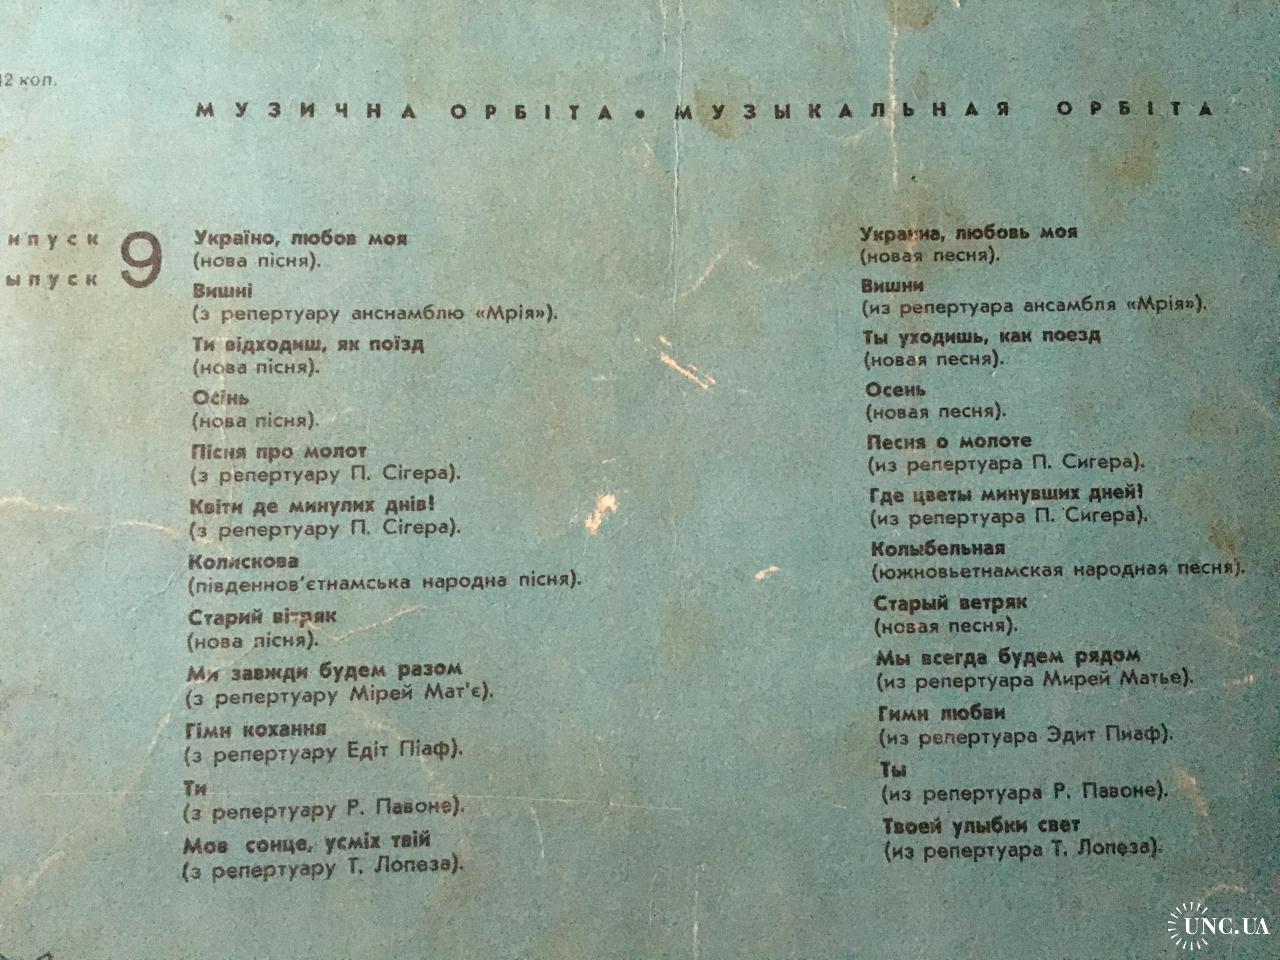 42 коп.
МУЗИЧНА ОРБІТА • МУЗЫКАЛЬНАЯ ОРБІТА
ипуск
ыпуск
9
Україно, любов моя
(нова пісня).
Вишні
(з репертуару анснамблю «Мрія»).
Ти відходиш, як поїзд
(нова пісня).
Осінь
(нова пісня).
Пісня про молот
(з репертуару П. Сігера).
Квіти де минулих днів!
(з репертуару П. Сігера).
Колискова
(південнов'єтнамська народна пісня).
Старий вітряк
(нова пісня).
Ми завжди будем разом
(з репертуару Мірей Мат'є).
Гімн кохання
(з репертуару Едіт Піаф).
Ти
(з репертуару Р. Павоне).
Мов сонце, усміх твій
(з репертуару Т. Лопеза).
Украина, любовь моя
(новая песня).
Вишни
(из репертуара ансамбля «Мрія»).
Ты уходишь, как поезд
(новая песня).
Осень
(новая песня).
Песня о молоте
(из репертуара П. Сигера).
Где цветы минувших дней!
(из репертуара П. Сигера).
Колыбельная
(южновьетнамская народная песня).
Старый ветряк
(новая песня).
Мы всегда будем рядом
(из репертуара Мирей Матье).
Гимн любви
(из репертуара Эдит Пиаф).
Ты
(из репертуара Р. Павоне).
Твоей улыбки свет
(из репертуара Т. Лопеза).
UNC.UA